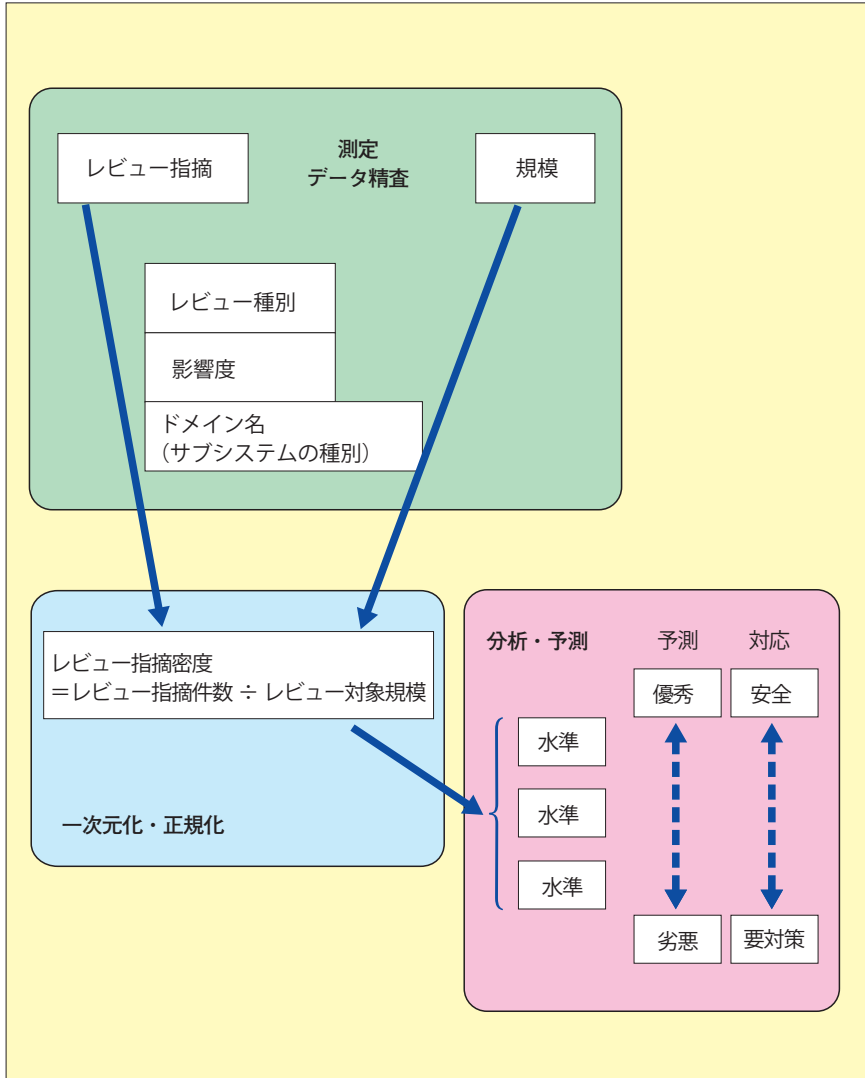 レビュー指摘
測定
データ精査
規模
レビュー種別
影響度
ドメイン名
（サブシステムの種別）
レビュー指摘密度
＝レビュー指摘件数 ÷ レビュー対象規模
一次元化・正規化
分析・予測
予測
対応
優秀
安全
水準
水準
水準
劣悪
要対策